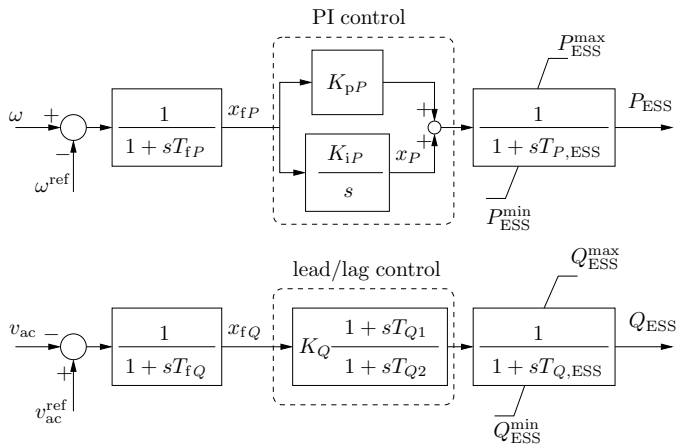 PI control
P_ESS^max
K_pP
ω
+
−
ω^ref
1
1 + sT_fP
x_fP
K_iP
s
x_P
+
+
1
1 + sT_P,ESS
P_ESS
P_ESS^min
lead/lag control
Q_ESS^max
v_ac
−
+
v_ac^ref
1
1 + sT_fQ
x_fQ
K_Q
1 + sT_Q1
1 + sT_Q2
1
1 + sT_Q,ESS
Q_ESS
Q_ESS^min